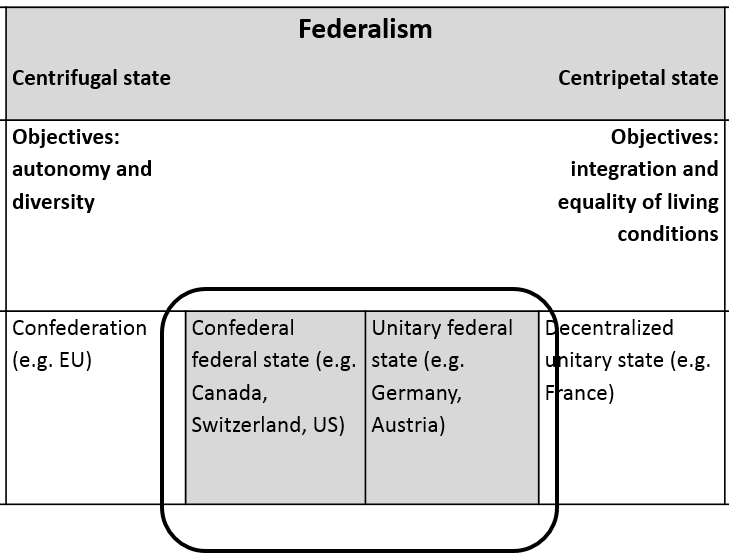 Federalism
Centrifugal state
Centripetal state
Objectives:
autonomy and
diversity
Objectives:
integration and
equality of living
conditions
Confederation
(e.g. EU)
Confederal
federal state (e.g.
Canada,
Switzerland, US)
Unitary federal
state (e.g.
Germany,
Austria)
Decentralized
unitary state (e.g.
France)